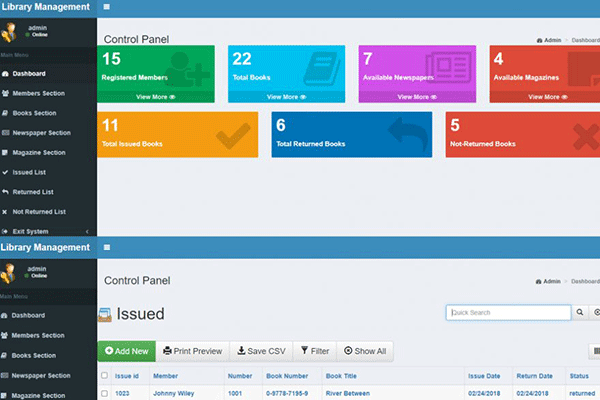 Library Management
admin
Online
Main Menu
Dashboard
Members Section
Books Section
Newspaper Section
Magazine Section
Issued List
Returned List
Not Returned List
Exit System
Control Panel
Admin > Dashboard
15
Registered Members
View More
22
Total Books
View More
7
Available Newspapers
View More
4
Available Magazines
View More
11
Total Issued Books
6
Total Returned Books
5
Not-Returned Books
Library Management
admin
Online
Main Menu
Dashboard
Members Section
Books Section
Newspaper Section
Magazine Section
Control Panel
Admin > Dashboard
Issued
Quick Search
Add New Print Preview Save CSV Filter Show All
Issue id Member Number Book Number Book Title Issue Date Return Date Status
1023 Johnny Wiley 1001 0-9778-7195-9 River Between 02/24/2018 02/24/2018 returned